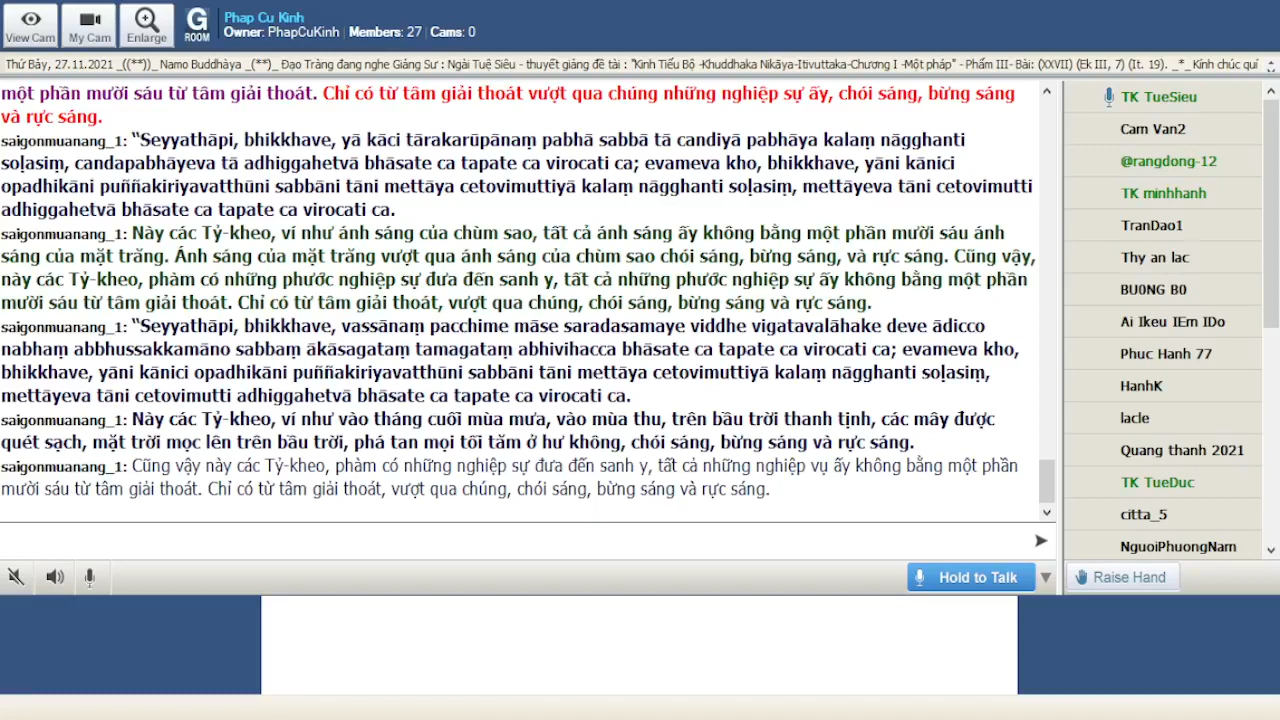 View Cam
My Cam
Enlarge
G
ROOM
Phap Cu Kinh
Owner: PhapCuKinh | Members: 27 | Cams: 0
Thứ Bảy, 27.11.2021 _((**))_ Namo Buddhàya _(**)_ Đạo Tràng đang nghe Giảng Sư : Ngài Tuệ Siêu - thuyết giảng đề tài : "Kinh Tiểu Bộ -Khuddhaka Nikāya-Itivuttaka-Chương I -Một pháp" - Phẩm III- Bài: (XXVII) (Ek III, 7) (It. 19). _*_ Kính chúc quí
một phần mười sáu từ tâm giải thoát. Chỉ có từ tâm giải thoát vượt qua chúng những nghiệp sự ấy, chói sáng, bừng sáng
và rực sáng.
saigonmuanang_1: “Seyyathāpi, bhikkhave, yā kāci tārakarūpānaṃ pabhā sabbā tā candiyā pabhāya kalaṃ nāgghanti
soḷasiṃ, candapabhāyeva tā adhiggahetvā bhāsate ca tapate ca virocati ca; evameva kho, bhikkhave, yāni kānici
opadhikāni puññakiriyavatthūni sabbāni tāni mettāya cetovimuttiyā kalaṃ nāgghanti soḷasiṃ, mettāyeva tāni cetovimutti
adhiggahetvā bhāsate ca tapate ca virocati ca.
saigonmuanang_1: Này các Tỷ-kheo, ví như ánh sáng của chùm sao, tất cả ánh sáng ấy không bằng một phần mười sáu ánh
sáng của mặt trăng. Ánh sáng của mặt trăng vượt qua ánh sáng của chùm sao chói sáng, bừng sáng, và rực sáng. Cũng vậy,
này các Tỷ-kheo, phàm có những phước nghiệp sự đưa đến sanh y, tất cả những phước nghiệp sự ấy không bằng một phần
mười sáu từ tâm giải thoát. Chỉ có từ tâm giải thoát, vượt qua chúng, chói sáng, bừng sáng và rực sáng.
saigonmuanang_1: “Seyyathāpi, bhikkhave, vassānaṃ pacchime māse saradasamaye viddhe vigatavalāhake deve ādicco
nabhaṃ abbhussakkamāno sabbaṃ ākāsagataṃ tamagataṃ abhivihacca bhāsate ca tapate ca virocati ca; evameva kho,
bhikkhave, yāni kānici opadhikāni puññakiriyavatthūni sabbāni tāni mettāya cetovimuttiyā kalaṃ nāgghanti soḷasiṃ,
mettāyeva tāni cetovimutti adhiggahetvā bhāsate ca tapate ca virocati ca.
saigonmuanang_1: Này các Tỷ-kheo, ví như vào tháng cuối mùa mưa, vào mùa thu, trên bầu trời thanh tịnh, các mây được
quét sạch, mặt trời mọc lên trên bầu trời, phá tan mọi tối tăm ở hư không, chói sáng, bừng sáng và rực sáng.
saigonmuanang_1: Cũng vậy này các Tỷ-kheo, phàm có những nghiệp sự đưa đến sanh y, tất cả những nghiệp vụ ấy không bằng một phần
mười sáu từ tâm giải thoát. Chỉ có từ tâm giải thoát, vượt qua chúng, chói sáng, bừng sáng và rực sáng.
TK TueSieu
Cam Van2
@rangdong-12
TK minhhanh
TranDao1
Thy an lac
BU0NG B0
Ai Ikeu IEm IDo
Phuc Hanh 77
HanhK
lacle
Quang thanh 2021
TK TueDuc
citta_5
NguoiPhuongNam
Hold to Talk
Raise Hand